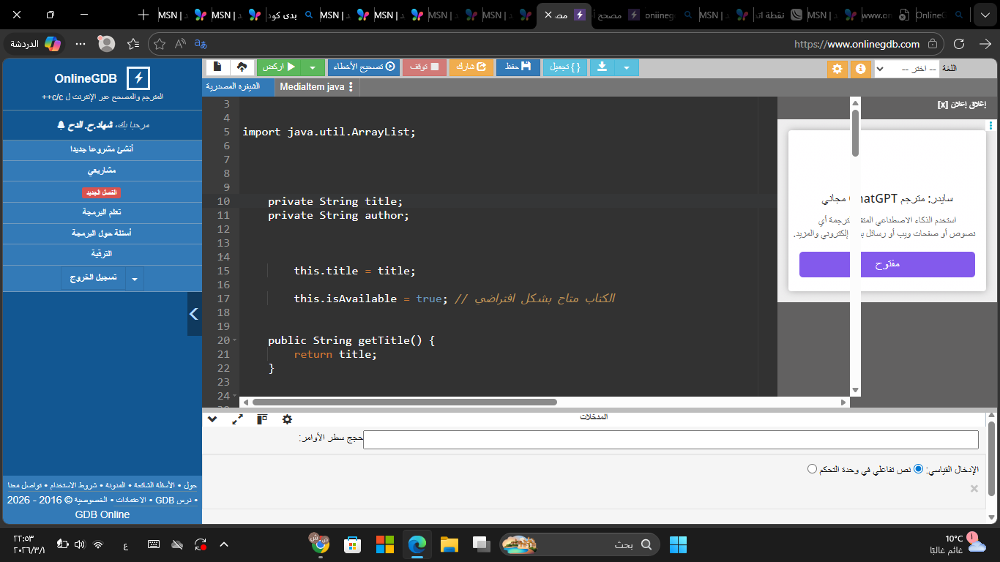 MSN | د
MSN | د
بدى كود
MSN | د
MSN | د
MSN | د
MSN | د
مص
مصحح أ
oniineg
MSN | د
نقطة ات
MSN | د
www.on
OnlineG
الدردشة
https://www.onlinegdb.com
OnlineGDB
المترجم والمصحح عبر الإنترنت ل c/c++
مرحبا بك، شهاد.ح. الدح
أنشئ مشروعا جديدا
مشاريعي
الفصل الجديد
تعلم البرمجة
أسئلة حول البرمجة
الترقية
تسجيل الخروج
حول • الأسئلة الشائعة • المدونة • شروط الاستخدام • تواصل معنا
• درس GDB • الاعتمادات • الخصوصية © 2016 - 2026
GDB Online
اركض
تصحيح الأخطاء
توقف
شارك
حفظ
{ } تجميل
اللغة
-- اختر --
الشيفرة المصدرية
MediaItem java
3
4
5 import java.util.ArrayList;
6
7
8
9
10 private String title;
11 private String author;
12
13
14
15 this.title = title;
16
17 this.isAvailable = true; // الكتاب متاح بشكل افتراضي
18
19
20 public String getTitle() {
21 return title;
22 }
23
24
إغلاق إعلان [x]
سايدر: مترجم hatGPT مجاني
استخدم الذكاء الاصطناعي المتق ترجمة أي
نصوص أو صفحات ويب أو رسائل ب إلكتروني والمزيد.
مفتوح
المدخلات
حجج سطر الأوامر:
الإدخال القياسي: نص تفاعلي في وحدة التحكم
٢٢:٥٣
٢٠٢٦/٣/١
ع
ش.ش
بحث
10°C
غائم غالبًا
1